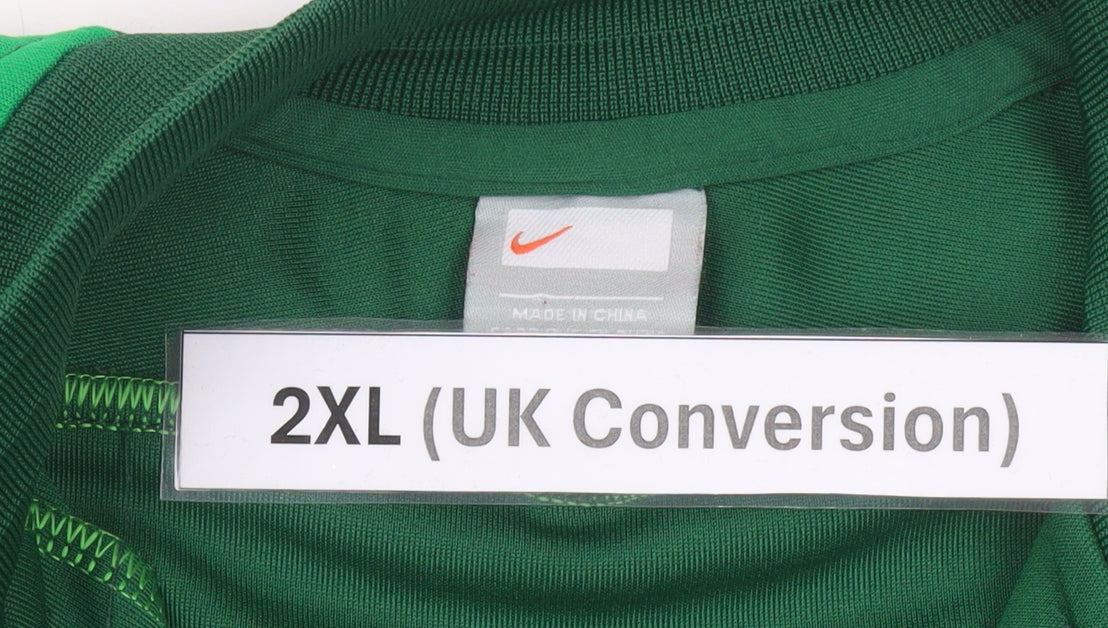 MADE IN CHINA
2XL (UK Conversion)